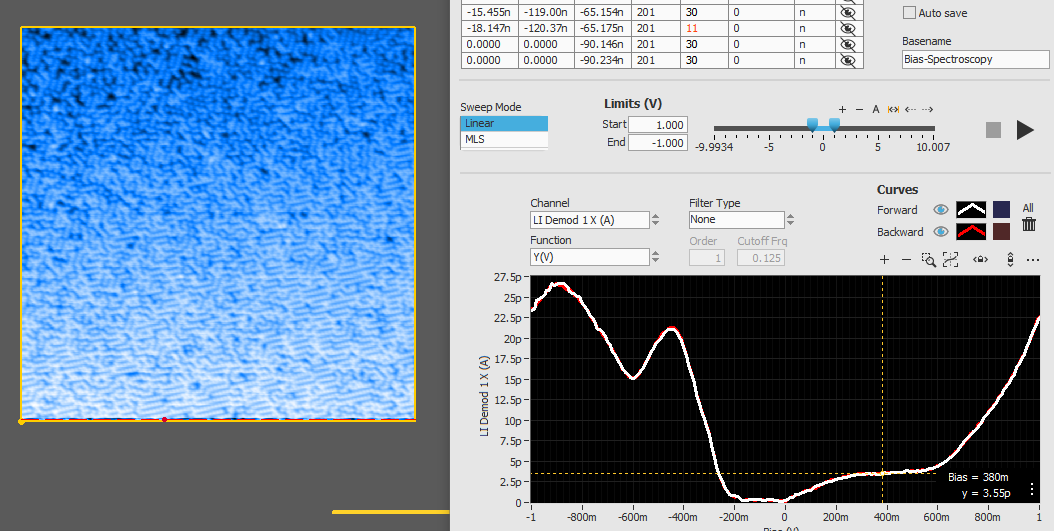 -15.455n -119.00n -65.154n 201 30 0 n
-18.147n -120.37n -65.175n 201 11 0 n
0.0000 0.0000 -90.146n 201 30 0 n
0.0000 0.0000 -90.234n 201 30 0 n
Auto save
Basename
Bias-Spectroscopy
Sweep Mode
Linear
MLS
Limits (V)
Start 1.000
End -1.000
+ − A
-9.9934 -5 0 5 10.007
Channel
LI Demod 1 X (A)
Function
Y(V)
Filter Type
None
Order
1
Cutoff Frq
0.125
Curves
Forward
Backward
All
+ − ...
LI Demod 1 X (A)
27.5p
25p
22.5p
20p
17.5p
15p
12.5p
10p
7.5p
5p
2.5p
0
Bias = 380m
y = 3.55p
-1 -800m -600m -400m -200m 0 200m 400m 600m 800m 1
Bias (V)